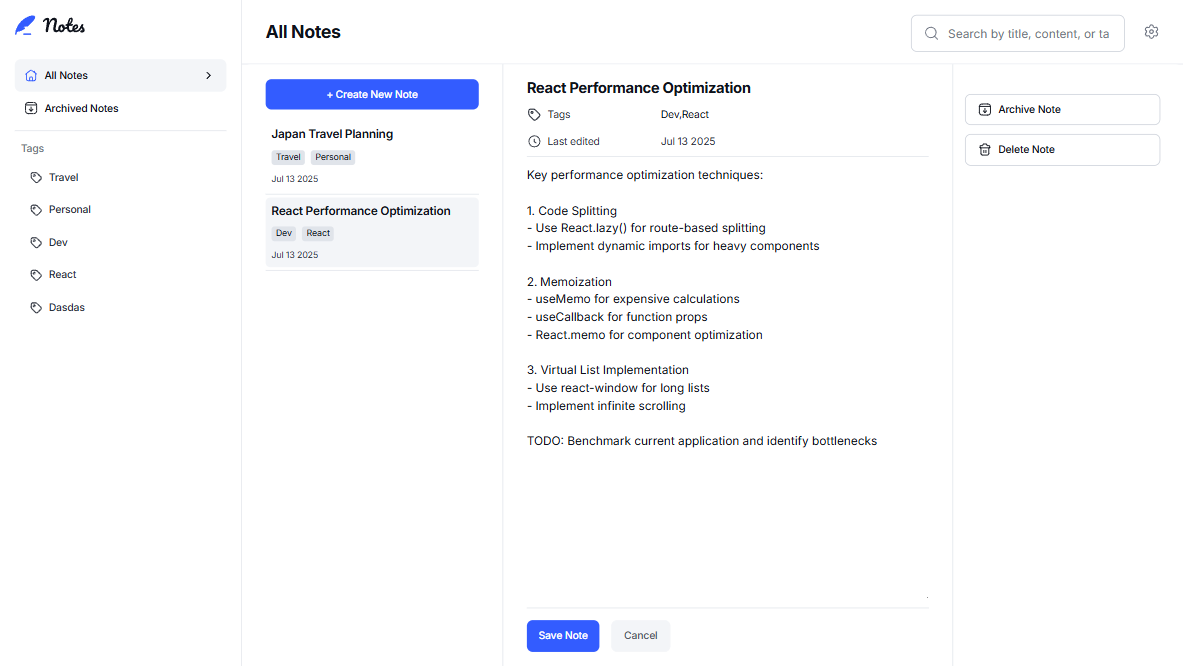 Notes
All Notes
Archived Notes
Tags
Travel
Personal
Dev
React
Dasdas
All Notes
Search by title, content, or ta
+ Create New Note
Japan Travel Planning
Travel Personal
Jul 13 2025
React Performance Optimization
Dev React
Jul 13 2025
React Performance Optimization
Tags Dev,React
Last edited Jul 13 2025
Key performance optimization techniques:
1. Code Splitting
- Use React.lazy() for route-based splitting
- Implement dynamic imports for heavy components
2. Memoization
- useMemo for expensive calculations
- useCallback for function props
- React.memo for component optimization
3. Virtual List Implementation
- Use react-window for long lists
- Implement infinite scrolling
TODO: Benchmark current application and identify bottlenecks
Save Note
Cancel
Archive Note
Delete Note